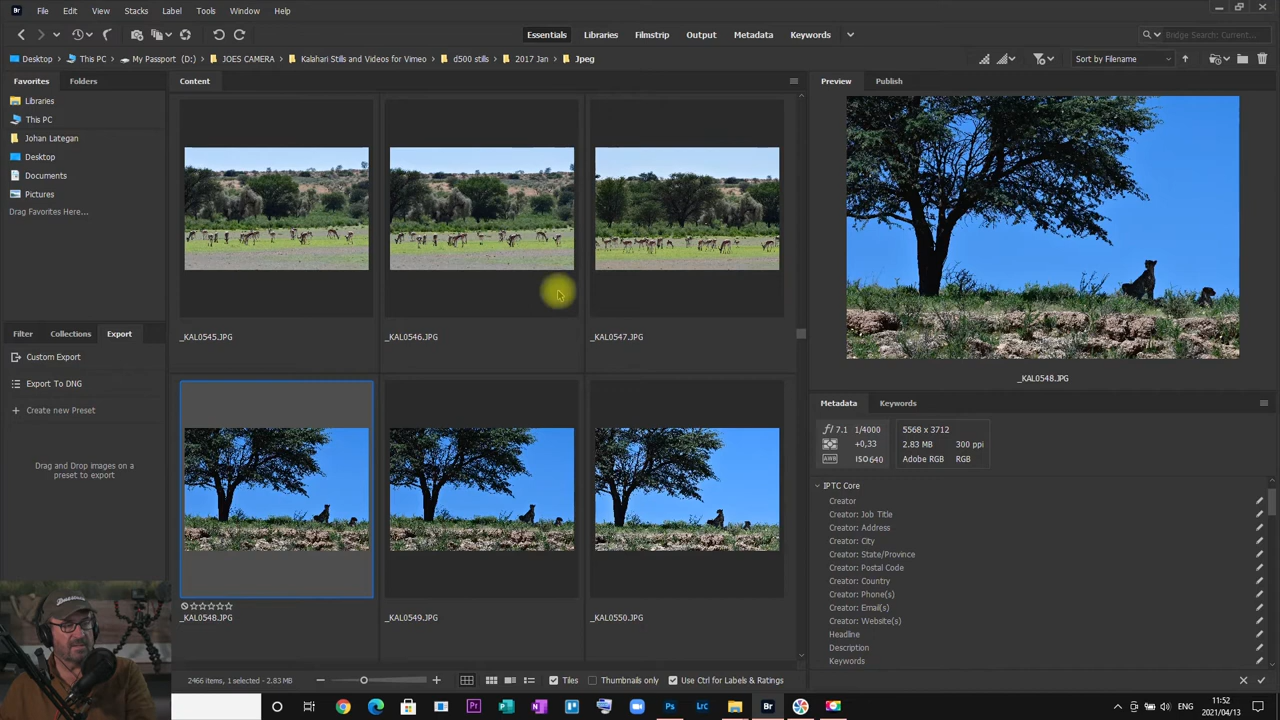 Br File Edit View Stacks Label Tools Window Help
Essentials Libraries Filmstrip Output Metadata Keywords
Desktop This PC My Passport (D:) JOES CAMERA Kalahari Stills and Videos for Vimeo d500 stills 2017 Jan Jpeg
Sort by Filename
Favorites Folders
Libraries
This PC
Johan Lategan
Desktop
Documents
Pictures
Drag Favorites Here...
Filter Collections Export
Custom Export
Export To DNG
Create new Preset
Drag and Drop images on a
preset to export
Content
_KAL0545.JPG
_KAL0546.JPG
_KAL0547.JPG
_KAL0548.JPG
_KAL0549.JPG
_KAL0550.JPG
2466 items, 1 selected - 2.83 MB
Tiles Thumbnails only Use Ctrl for Labels & Ratings
Preview Publish
_KAL0548.JPG
Metadata Keywords
f/ 7.1 1/4000
+0,33
AWB ISO640
5568 x 3712
2.83 MB 300 ppi
Adobe RGB RGB
IPTC Core
Creator
Creator: Job Title
Creator: Address
Creator: City
Creator: State/Province
Creator: Postal Code
Creator: Country
Creator: Phone(s)
Creator: Email(s)
Creator: Website(s)
Headline
Description
Keywords
Pr N Ps Lrc Br
ENG
11:52
2021/04/13